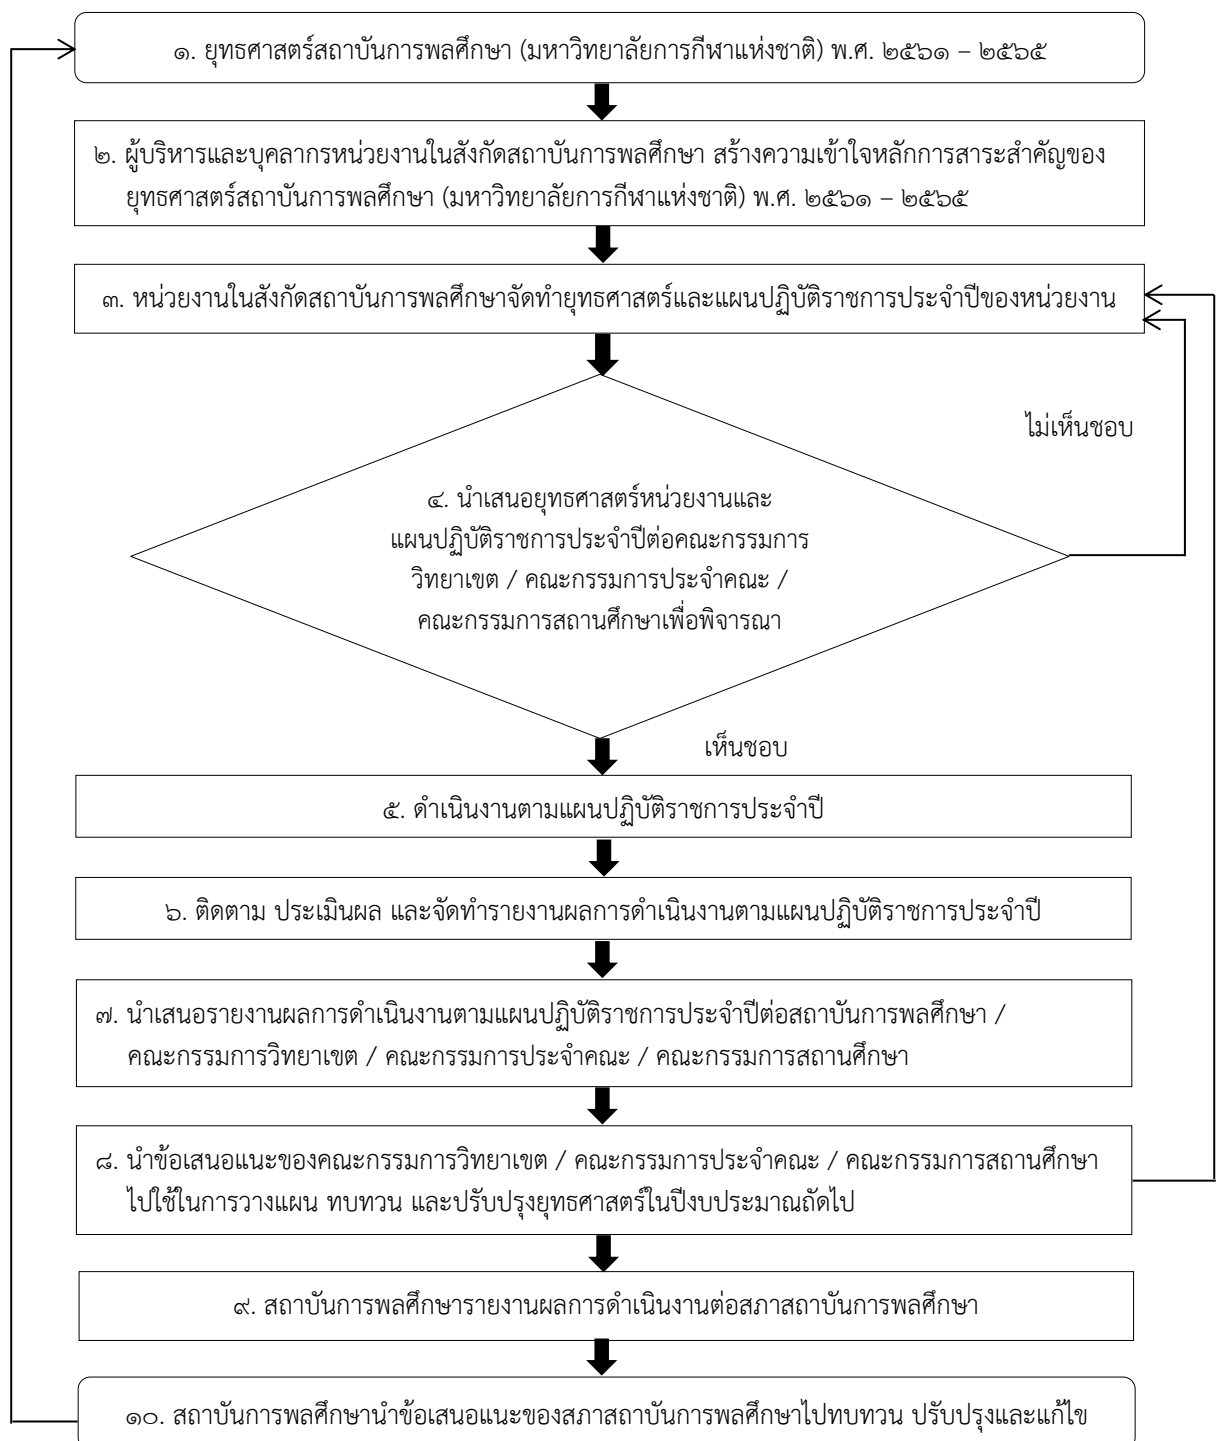 ๑. ยุทธศาสตร์สถาบันการพลศึกษา (มหาวิทยาลัยการกีฬาแห่งชาติ) พ.ศ. ๒๕๖๑ – ๒๕๖๕
๒. ผู้บริหารและบุคลากรหน่วยงานในสังกัดสถาบันการพลศึกษา สร้างความเข้าใจหลักการสาระสำคัญของ
ยุทธศาสตร์สถาบันการพลศึกษา (มหาวิทยาลัยการกีฬาแห่งชาติ) พ.ศ. ๒๕๖๑ – ๒๕๖๕
๓. หน่วยงานในสังกัดสถาบันการพลศึกษาจัดทำยุทธศาสตร์และแผนปฏิบัติราชการประจำปีของหน่วยงาน
ไม่เห็นชอบ
๔. นำเสนอยุทธศาสตร์หน่วยงานและ
แผนปฏิบัติราชการประจำปีต่อคณะกรรมการ
วิทยาเขต / คณะกรรมการประจำคณะ /
คณะกรรมการสถานศึกษาเพื่อพิจารณา
เห็นชอบ
๕. ดำเนินงานตามแผนปฏิบัติราชการประจำปี
๖. ติดตาม ประเมินผล และจัดทำรายงานผลการดำเนินงานตามแผนปฏิบัติราชการประจำปี
๗. นำเสนอรายงานผลการดำเนินงานตามแผนปฏิบัติราชการประจำปีต่อสถาบันการพลศึกษา /
คณะกรรมการวิทยาเขต / คณะกรรมการประจำคณะ / คณะกรรมการสถานศึกษา
๘. นำข้อเสนอแนะของคณะกรรมการวิทยาเขต / คณะกรรมการประจำคณะ / คณะกรรมการสถานศึกษา
ไปใช้ในการวางแผน ทบทวน และปรับปรุงยุทธศาสตร์ในปีงบประมาณถัดไป
๙. สถาบันการพลศึกษารายงานผลการดำเนินงานต่อสภาสถาบันการพลศึกษา
๑๐. สถาบันการพลศึกษานำข้อเสนอแนะของสภาสถาบันการพลศึกษาไปทบทวน ปรับปรุงและแก้ไข